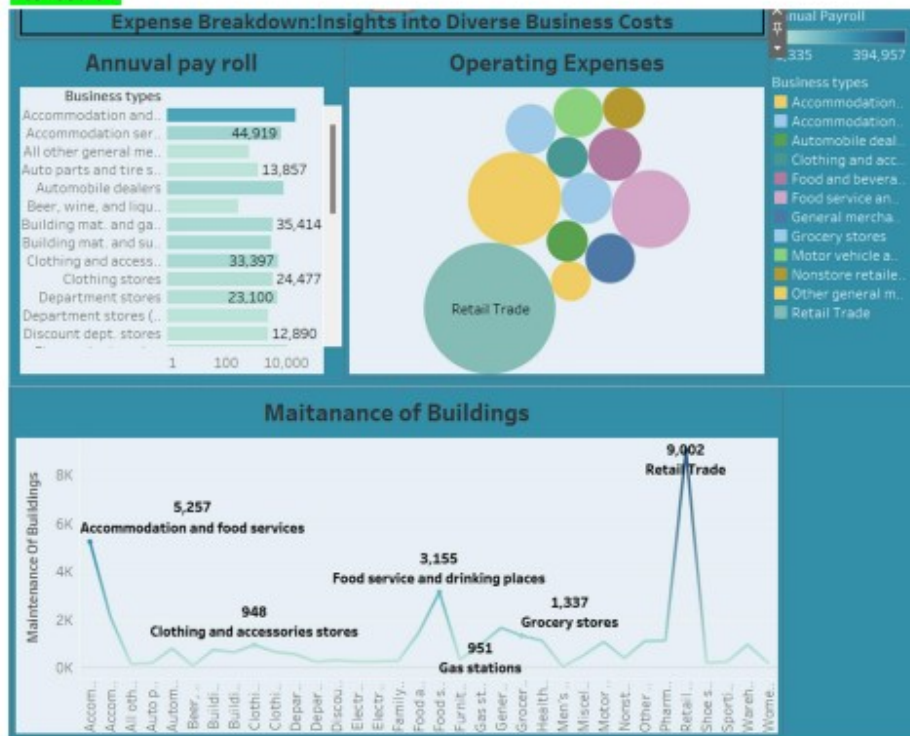 Expense Breakdown:Insights into Diverse Business Costs
Annuval pay roll
Business types
Accommodation and..
Accommodation ser..
44,919
All other general me..
Auto parts and tire s..
13,857
Automobile dealers
Beer, wine, and liqu..
Building mat. and ga..
35,414
Building mat. and su..
Clothing and access..
33,397
Clothing stores
24,477
Department stores
23,100
Department stores (..
Discount dept. stores
12,890
1 100 10,000
Operating Expenses
Retail Trade
nual Payroll
,335 394,957
Business types
Accommodation..
Accommodation..
Automobile deal..
Clothing and acc..
Food and bevera..
Food service an..
General mercha..
Grocery stores
Motor vehicle a..
Nonstore retaile..
Other general m..
Retail Trade
Maitanance of Buildings
Maintenance Of Buildings
8K
6K
4K
2K
0K
5,257
Accommodation and food services
948
Clothing and accessories stores
3,155
Food service and drinking places
951
Gas stations
1,337
Grocery stores
9,002
Retail Trade
Accom..
Accom..
All oth..
Auto p..
Autom..
Beer, ..
Buildi..
Buildi..
Clothi..
Clothi..
Depar..
Depar..
Discou..
Electr..
Electr..
Family..
Food a..
Food s..
Furnit..
Gas st..
Gener..
Grocer..
Health..
Men's ..
Miscel..
Motor ..
Nonst..
Other ..
Pharm..
Retail ..
Shoe s..
Sporti..
Wareh..
Wome..